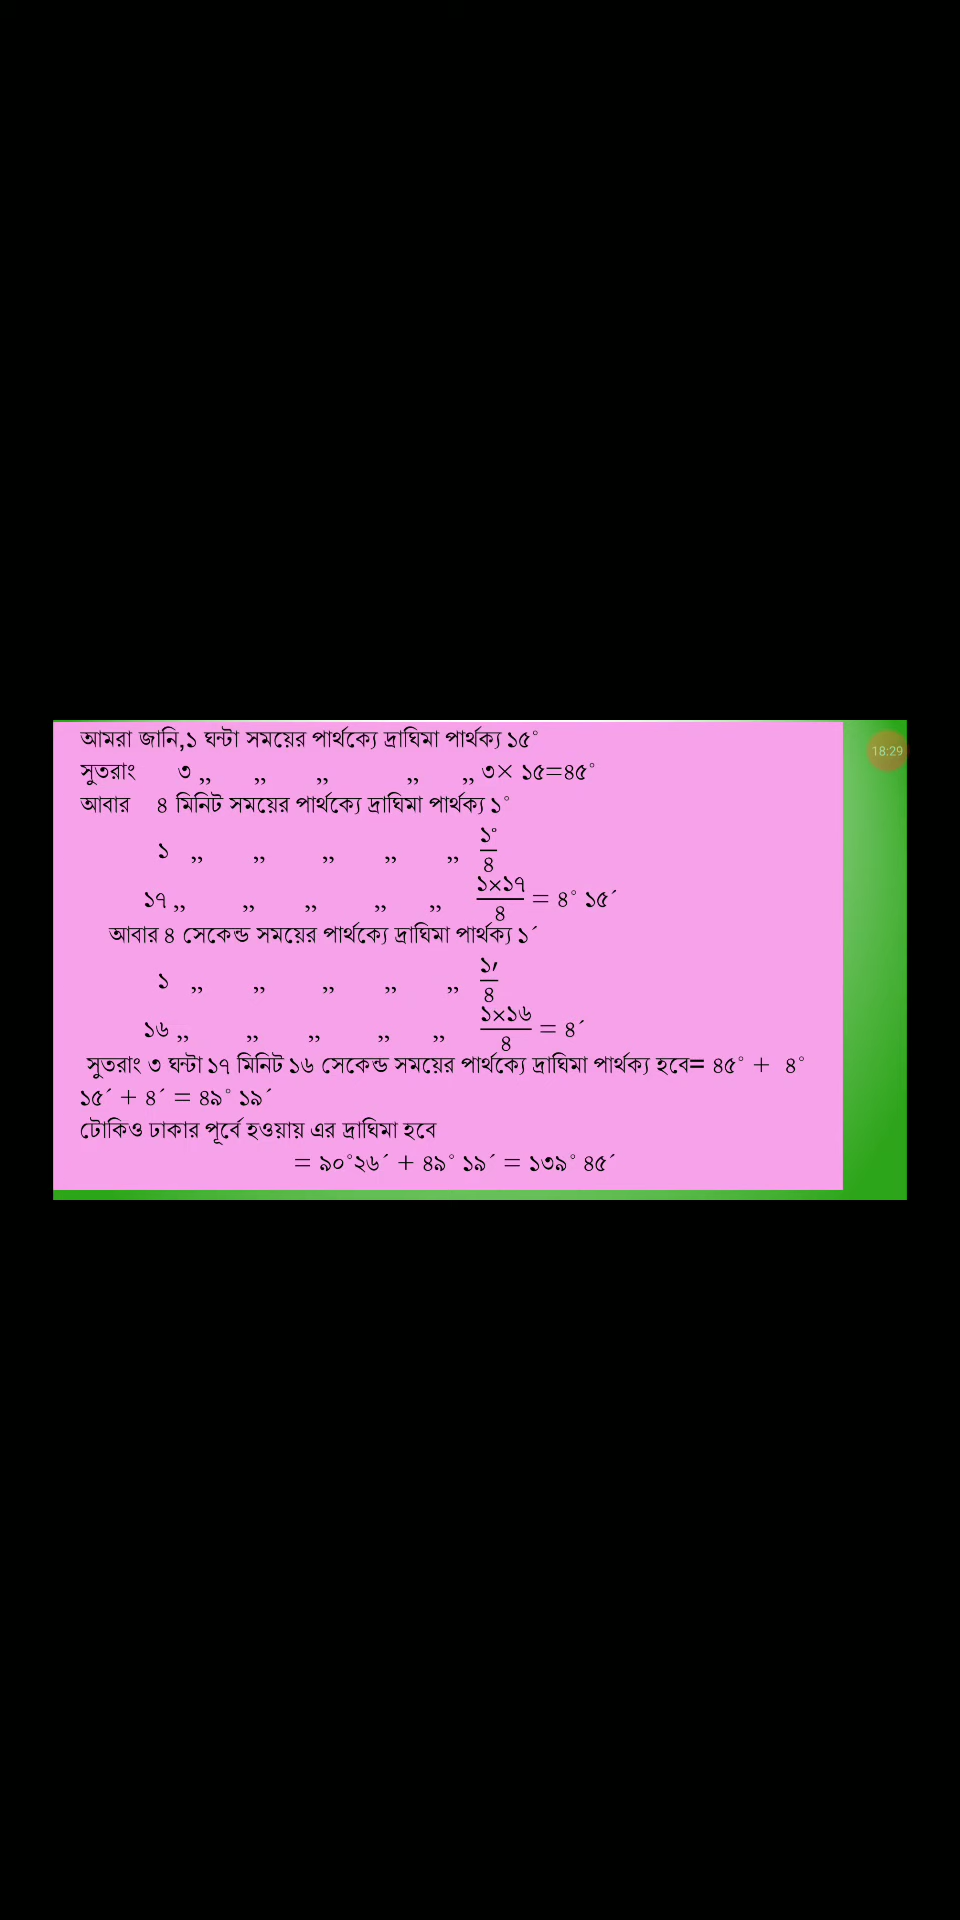 আমরা জানি,১ ঘন্টা সময়ের পার্থক্যে দ্রাঘিমা পার্থক্য ১৫°
18:29
সুতরাং ৩ ,, ,, ,, ,, ,, ৩× ১৫=৪৫°
আবার ৪ মিনিট সময়ের পার্থক্যে দ্রাঘিমা পার্থক্য ১°
১ ,, ,, ,, ,, ,, ১°/৪
১৭ ,, ,, ,, ,, ,, ১×১৭/৪ = ৪° ১৫´
আবার ৪ সেকেন্ড সময়ের পার্থক্যে দ্রাঘিমা পার্থক্য ১´
১ ,, ,, ,, ,, ,, ১′/৪
১৬ ,, ,, ,, ,, ,, ১×১৬/৪ = ৪´
সুতরাং ৩ ঘন্টা ১৭ মিনিট ১৬ সেকেন্ড সময়ের পার্থক্যে দ্রাঘিমা পার্থক্য হবে= ৪৫° + ৪°
১৫´ + ৪´ = ৪৯° ১৯´
টোকিও ঢাকার পূর্বে হওয়ায় এর দ্রাঘিমা হবে
= ৯০°২৬´ + ৪৯° ১৯´ = ১৩৯° ৪৫´